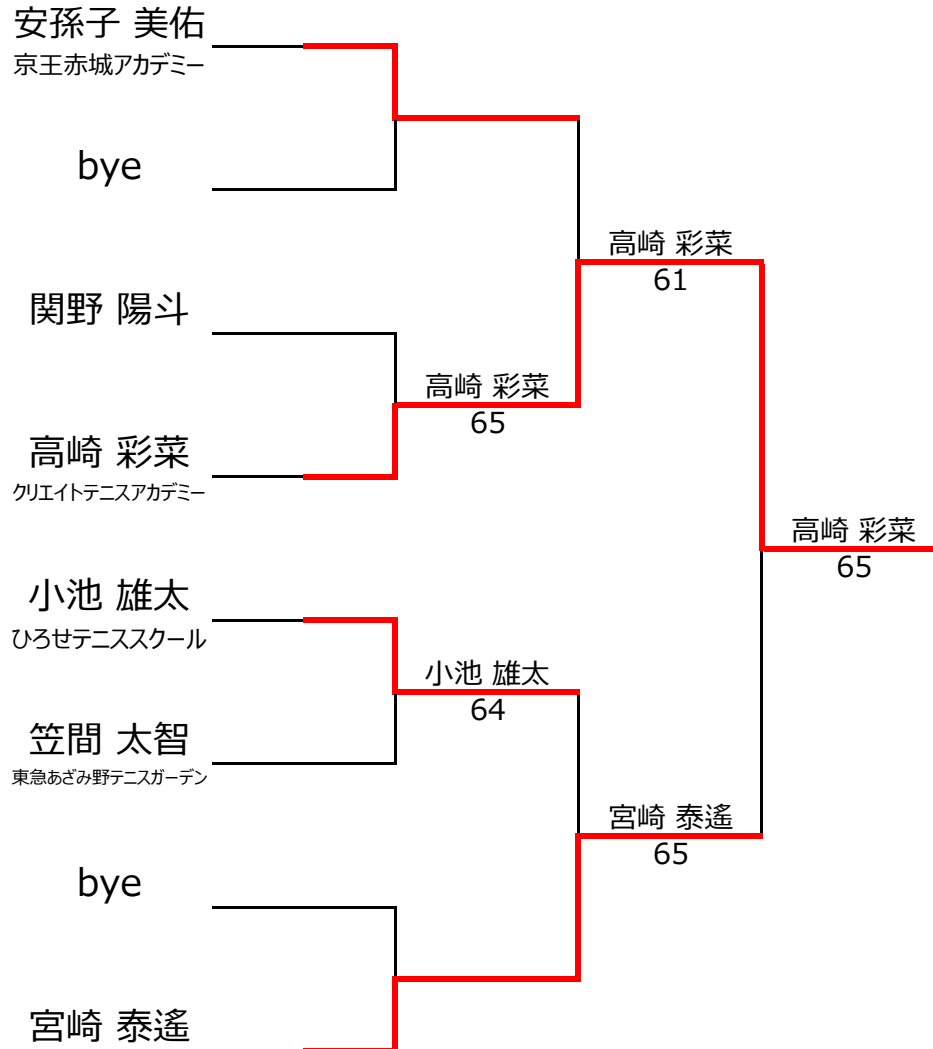 安孫子 美佑
京王赤城アカデミー
bye
関野 陽斗
高崎 彩菜
クリエイトテニスアカデミー
小池 雄太
ひろせテニススクール
笠間 太智
東急あざみ野テニスガーデン
bye
宮崎 泰遙
高崎 彩菜
65
小池 雄太
64
高崎 彩菜
61
宮崎 泰遙
65
高崎 彩菜
65